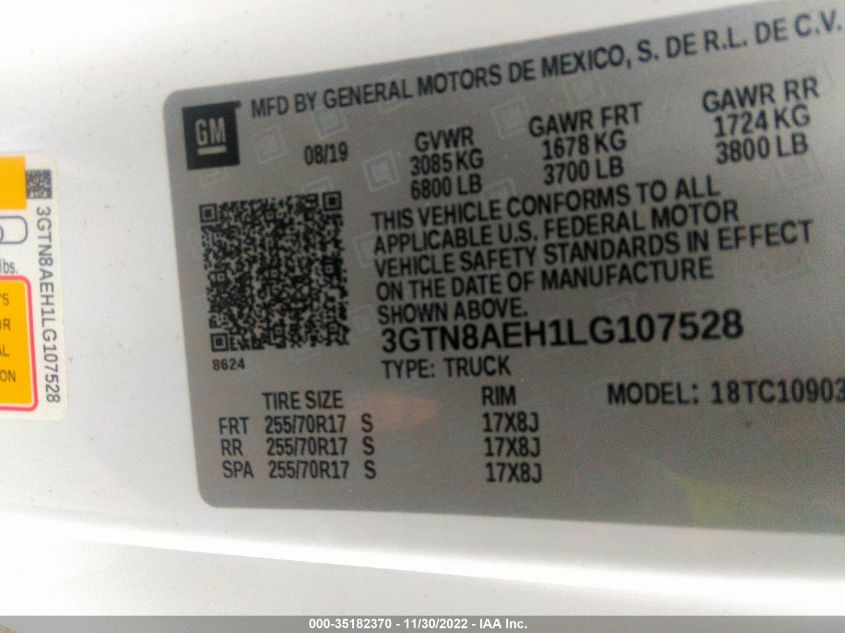 MFD BY GENERAL MOTORS DE MEXICO, S. DE R.L. DE C.V.
GM
08/19
GVWR GAWR FRT GAWR RR
3085 KG 1678 KG 1724 KG
6800 LB 3700 LB 3800 LB
THIS VEHICLE CONFORMS TO ALL
APPLICABLE U.S. FEDERAL MOTOR
VEHICLE SAFETY STANDARDS IN EFFECT
ON THE DATE OF MANUFACTURE
SHOWN ABOVE.
3GTN8AEH1LG107528
8624
TYPE: TRUCK
TIRE SIZE RIM MODEL: 18TC10903
FRT 255/70R17 S 17X8J
RR 255/70R17 S 17X8J
SPA 255/70R17 S 17X8J
3GTN8AEH1LG107528
lbs.
'S
OR
AL
ION
000-35182370 - 11/30/2022 - IAA Inc.